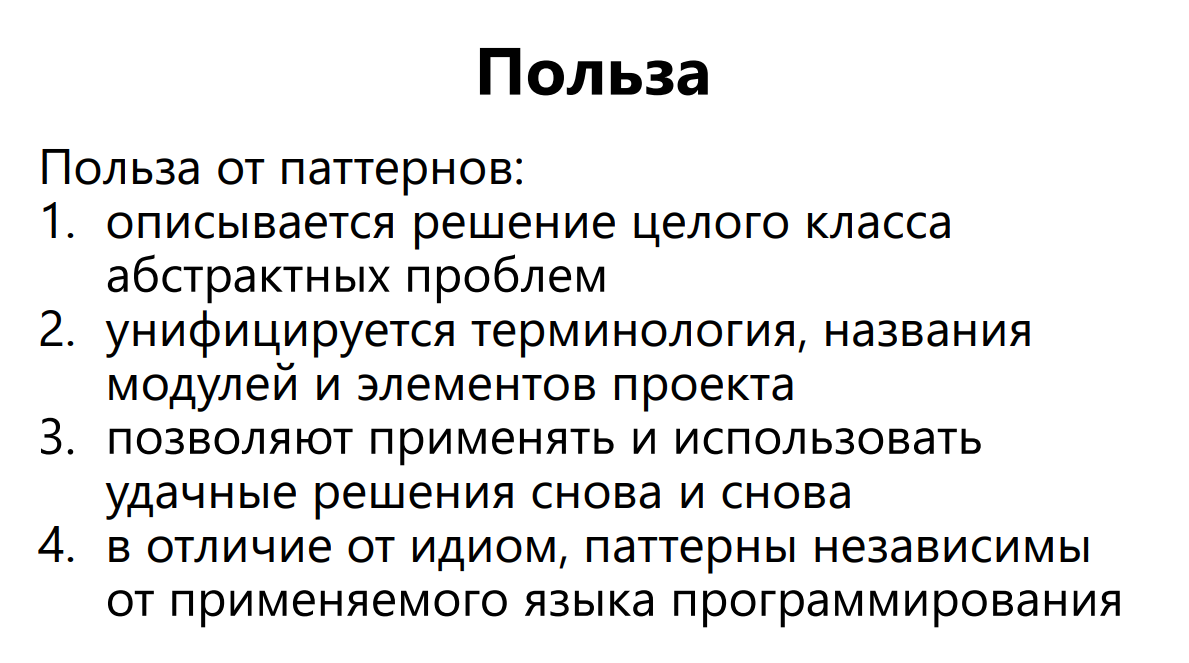 Польза
Польза от паттернов:
1. описывается решение целого класса
абстрактных проблем
2. унифицируется терминология, названия
модулей и элементов проекта
3. позволяют применять и использовать
удачные решения снова и снова
4. в отличие от идиом, паттерны независимы
от применяемого языка программирования